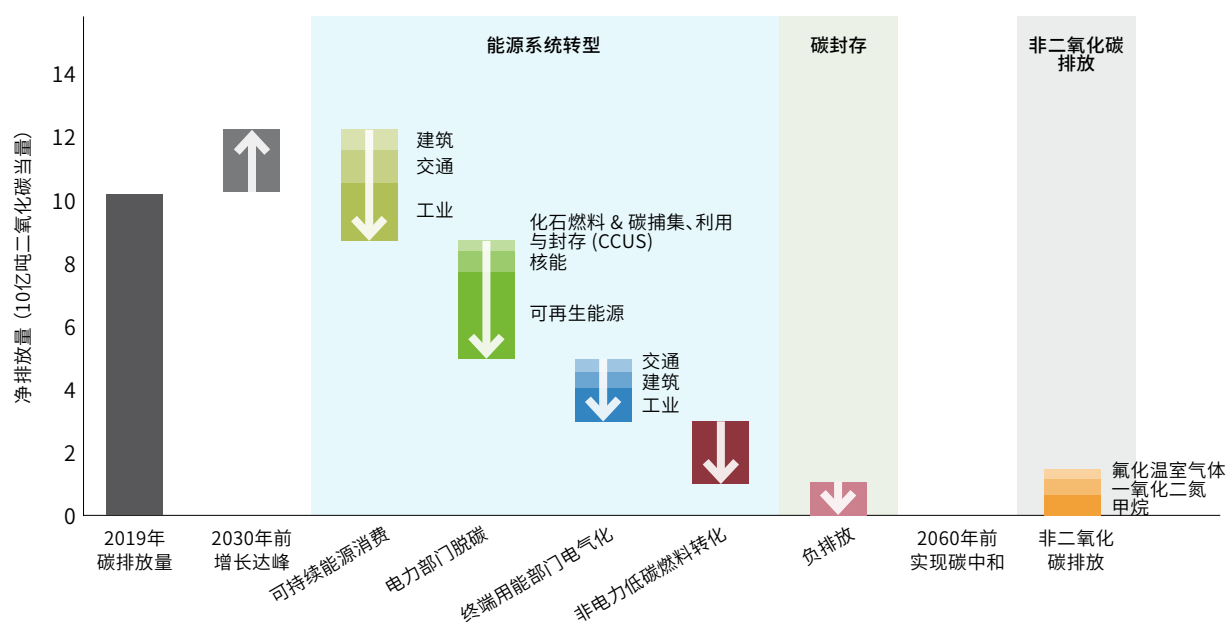 能源系统转型
碳封存
非二氧化碳
排放
净排放量（10亿吨二氧化碳当量）
14
12
10
8
6
4
2
0
建筑
交通
工业
化石燃料 & 碳捕集、利用
与封存 (CCUS)
核能
可再生能源
交通
建筑
工业
氟化温室气体
一氧化二氮
甲烷
2019年
碳排放量
2030年前
增长达峰
可持续能源消费
电力部门脱碳
终端用能部门电气化
非电力低碳燃料转化
负排放
2060年前
实现碳中和
非二氧化
碳排放